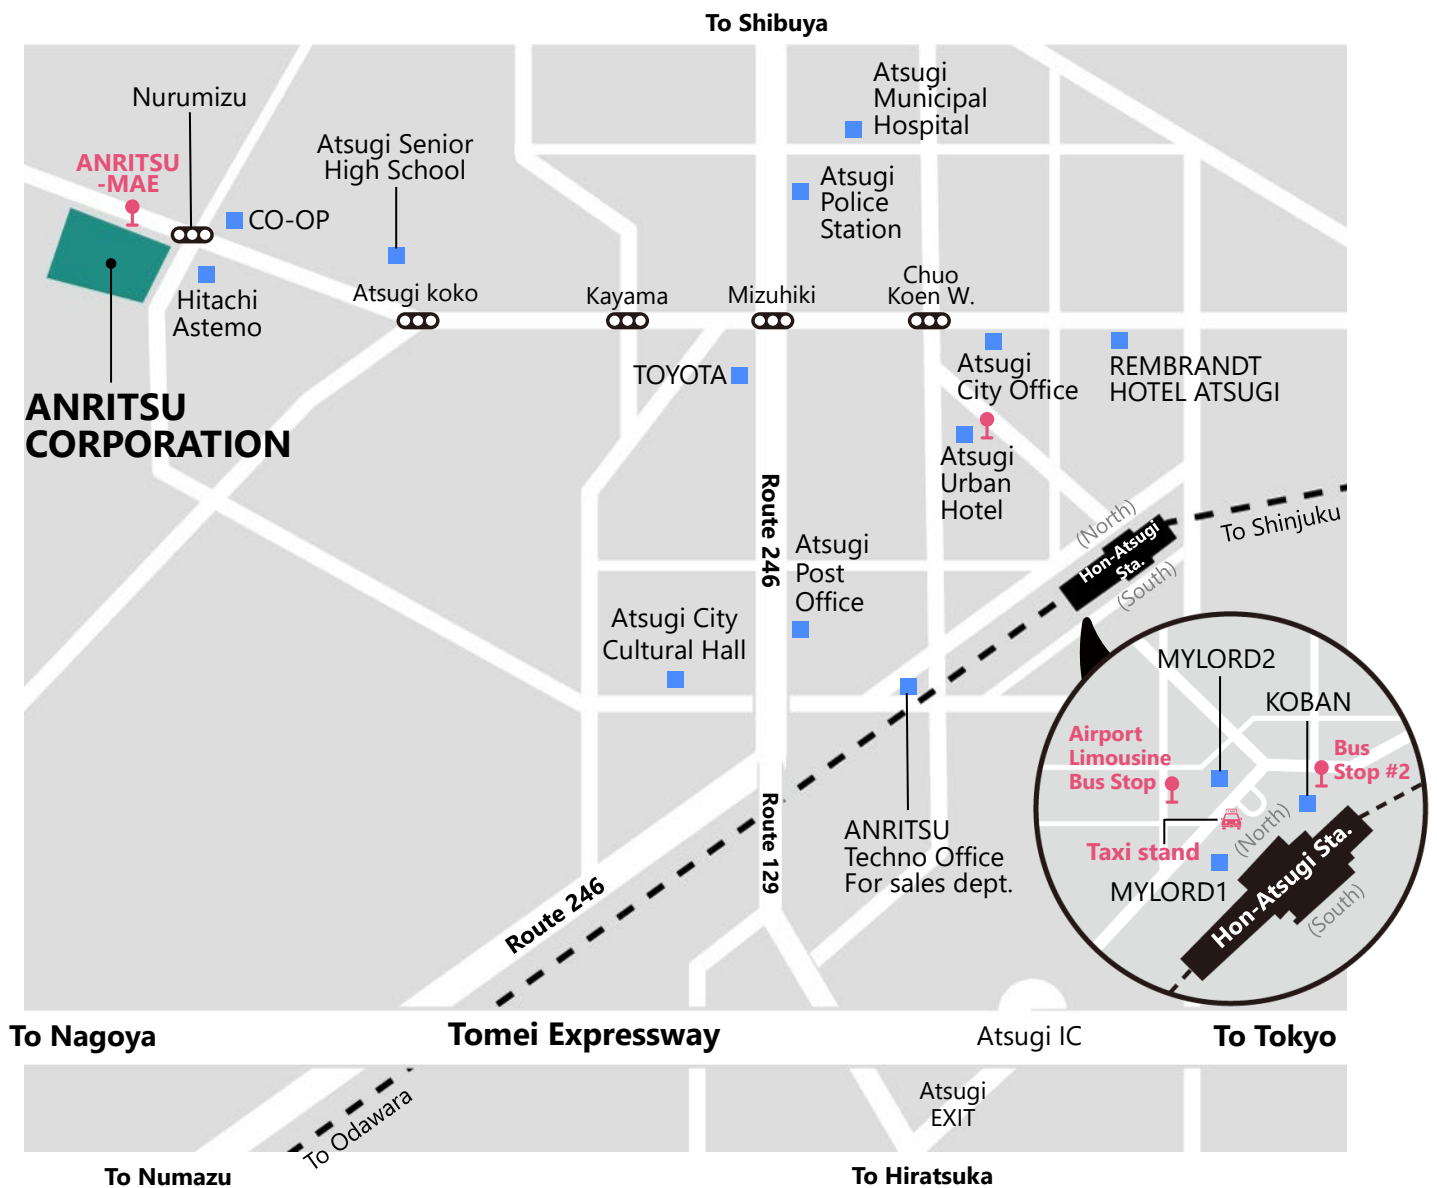 To Shibuya
Nurumizu
ANRITSU
-MAE
CO-OP
Hitachi
Astemo
ANRITSU
CORPORATION
Atsugi Senior
High School
Atsugi koko
Kayama
Mizuhiki
Chuo
Koen W.
Atsugi
Municipal
Hospital
Atsugi
Police
Station
TOYOTA
Atsugi
City Office
REMBRANDT
HOTEL ATSUGI
Atsugi
Urban
Hotel
Route 246
Atsugi
Post
Office
Atsugi City
Cultural Hall
(North)
Hon-Atsugi
Sta.
(South)
To Shinjuku
MYLORD2
KOBAN
Airport
Limousine
Bus Stop
Bus
Stop #2
Taxi stand
(North)
MYLORD1
Hon-Atsugi Sta.
(South)
Route 129
ANRITSU
Techno Office
For sales dept.
Route 246
To Nagoya
Tomei Expressway
Atsugi IC
To Tokyo
Atsugi
EXIT
To Odawara
To Numazu
To Hiratsuka